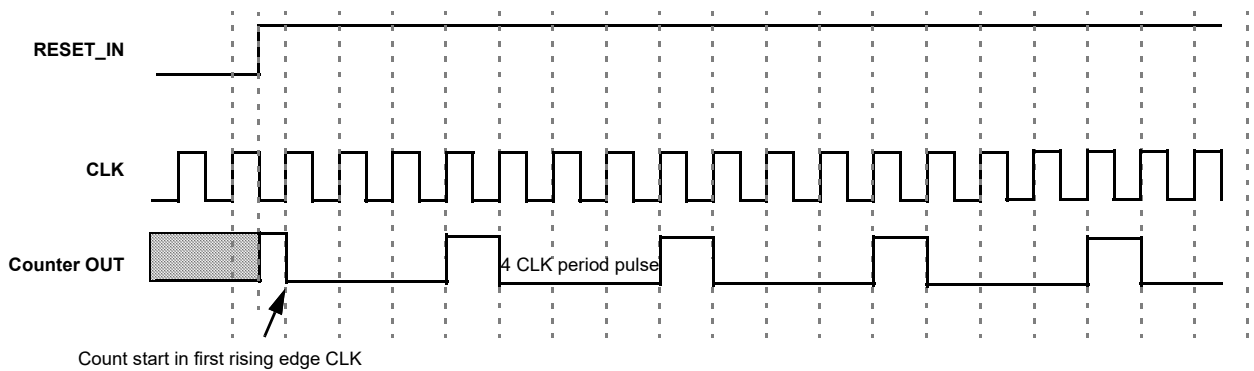 RESET_IN
CLK
Counter OUT
4 CLK period pulse
Count start in first rising edge CLK